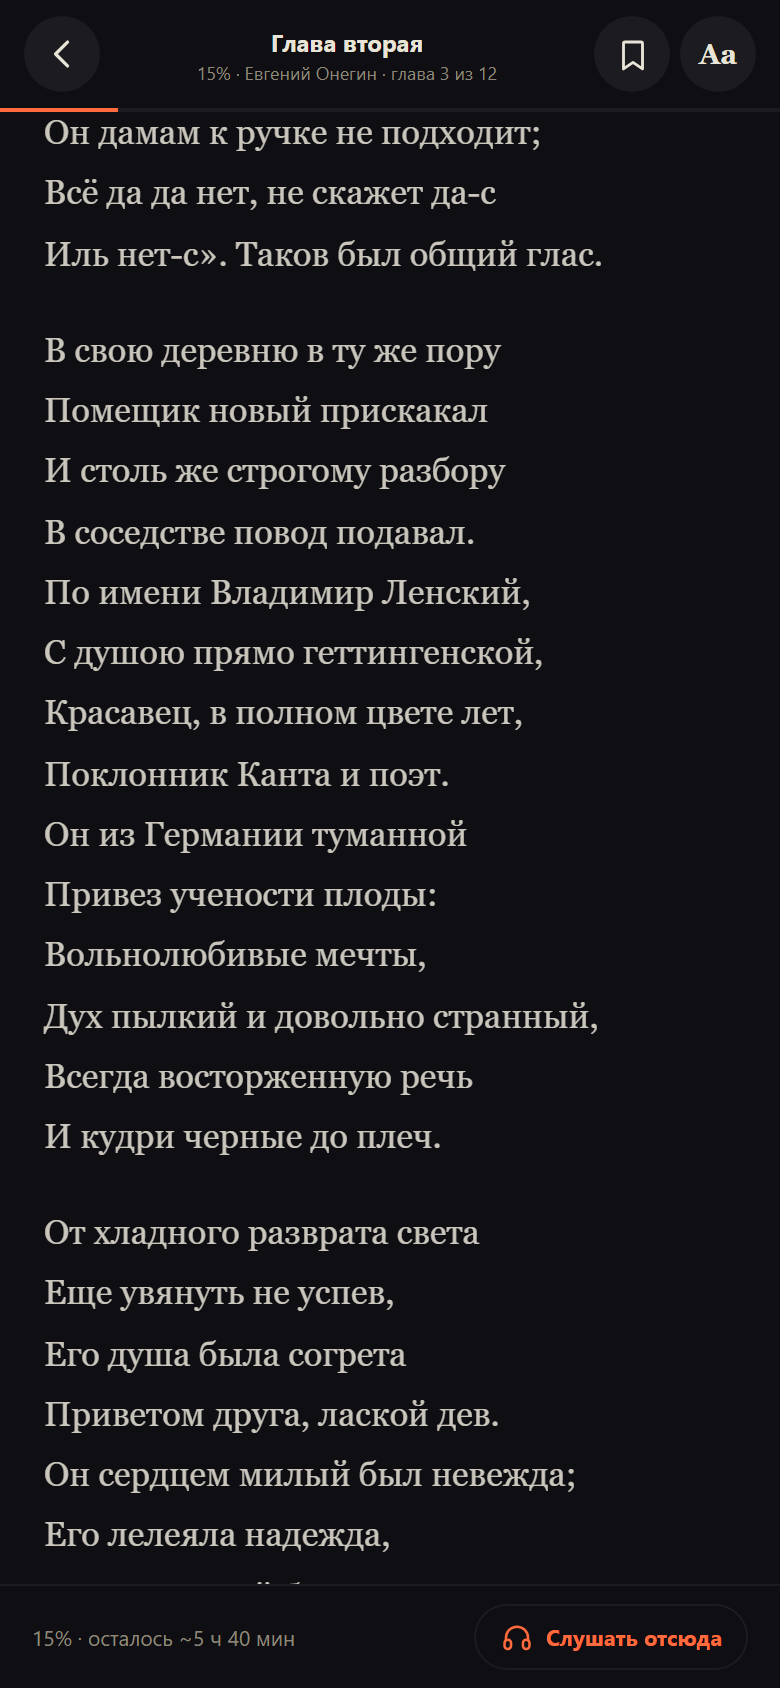 Глава вторая
15% · Евгений Онегин · глава 3 из 12
Aa
Он дамам к ручке не подходит;
Всё да да нет, не скажет да-с
Иль нет-с». Таков был общий глас.
В свою деревню в ту же пору
Помещик новый прискакал
И столь же строгому разбору
В соседстве повод подавал.
По имени Владимир Ленский,
С душою прямо геттингенской,
Красавец, в полном цвете лет,
Поклонник Канта и поэт.
Он из Германии туманной
Привез учености плоды:
Вольнолюбивые мечты,
Дух пылкий и довольно странный,
Всегда восторженную речь
И кудри черные до плеч.
От хладного разврата света
Еще увянуть не успев,
Его душа была согрета
Приветом друга, лаской дев.
Он сердцем милый был невежда;
Его лелеяла надежда,
15% · осталось ~5 ч 40 мин
Слушать отсюда